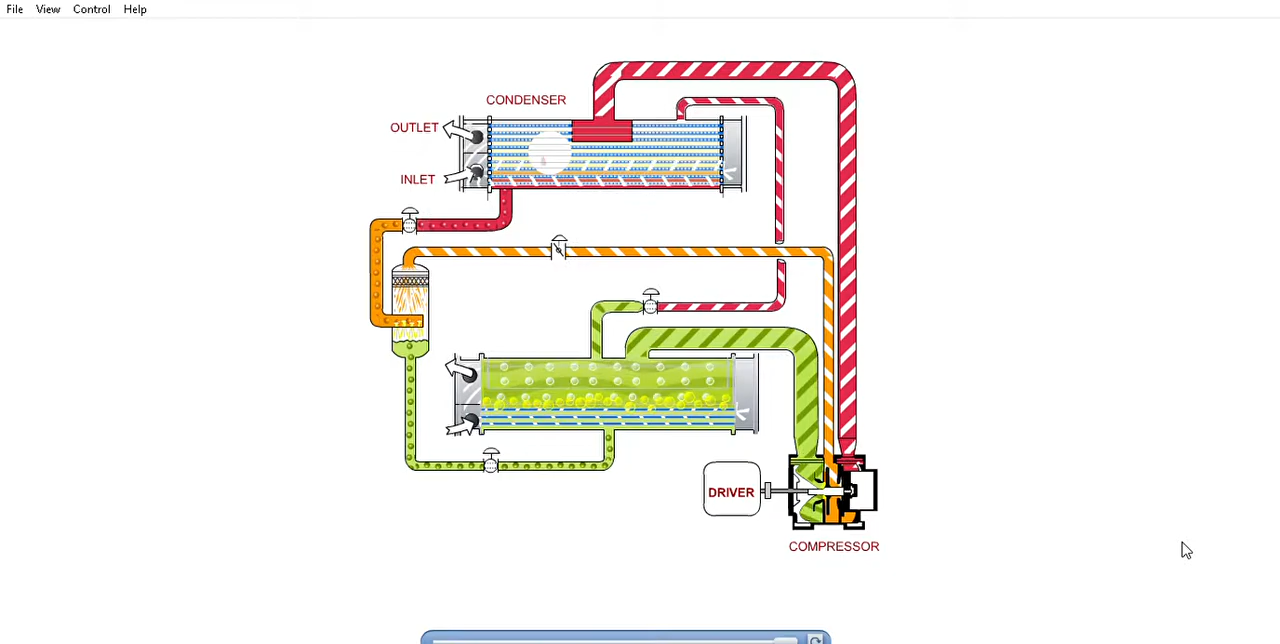 File View Control Help
CONDENSER
OUTLET
INLET
DRIVER
COMPRESSOR